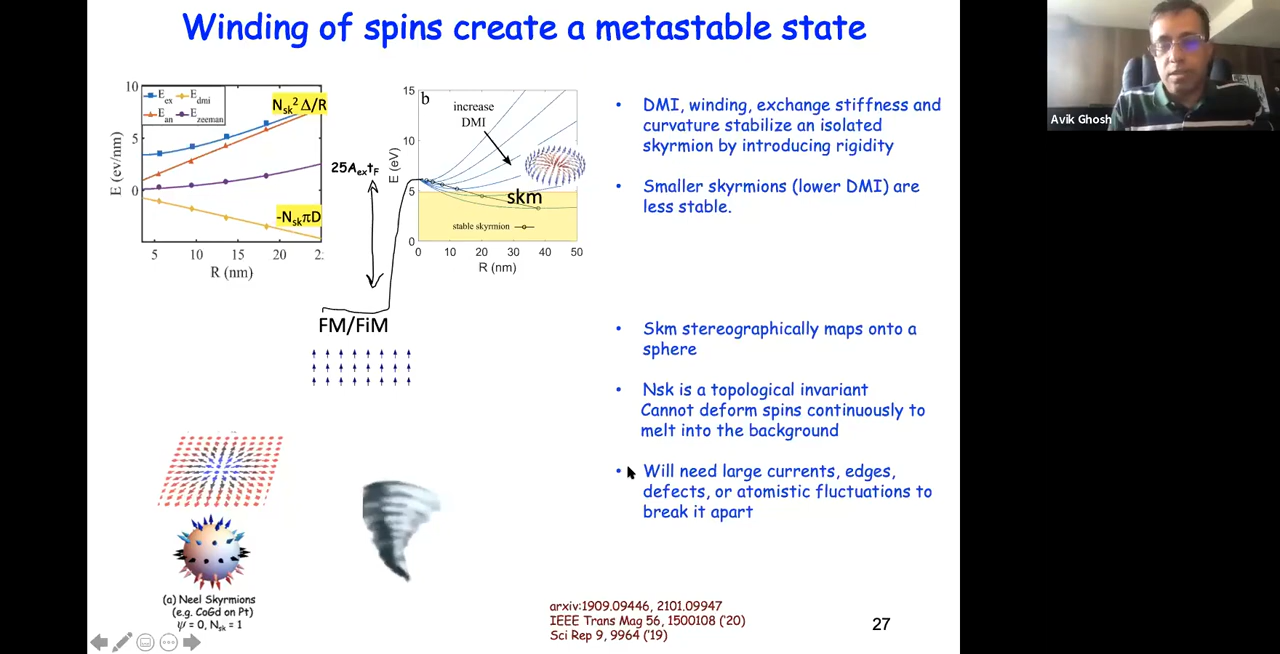 Winding of spins create a metastable state
Avik Ghosh
10
5
0
E (ev/nm)
E_ex E_dmi
E_an E_zeeman
N_sk² Δ/R
-N_skπD
5 10 15 20 2
R (nm)
25A_ext_F
FM/FiM
15
10
5
0
E (eV)
b
increase
DMI
skm
stable skyrmion
0 10 20 30 40 50
R (nm)
• DMI, winding, exchange stiffness and
curvature stabilize an isolated
skyrmion by introducing rigidity
• Smaller skyrmions (lower DMI) are
less stable.
• Skm stereographically maps onto a
sphere
• Nsk is a topological invariant
Cannot deform spins continuously to
melt into the background
• Will need large currents, edges,
defects, or atomistic fluctuations to
break it apart
(a) Neel Skyrmions
(e.g. CoGd on Pt)
ψ = 0, N_sk = 1
arxiv:1909.09446, 2101.09947
IEEE Trans Mag 56, 1500108 ('20)
Sci Rep 9, 9964 ('19)
27